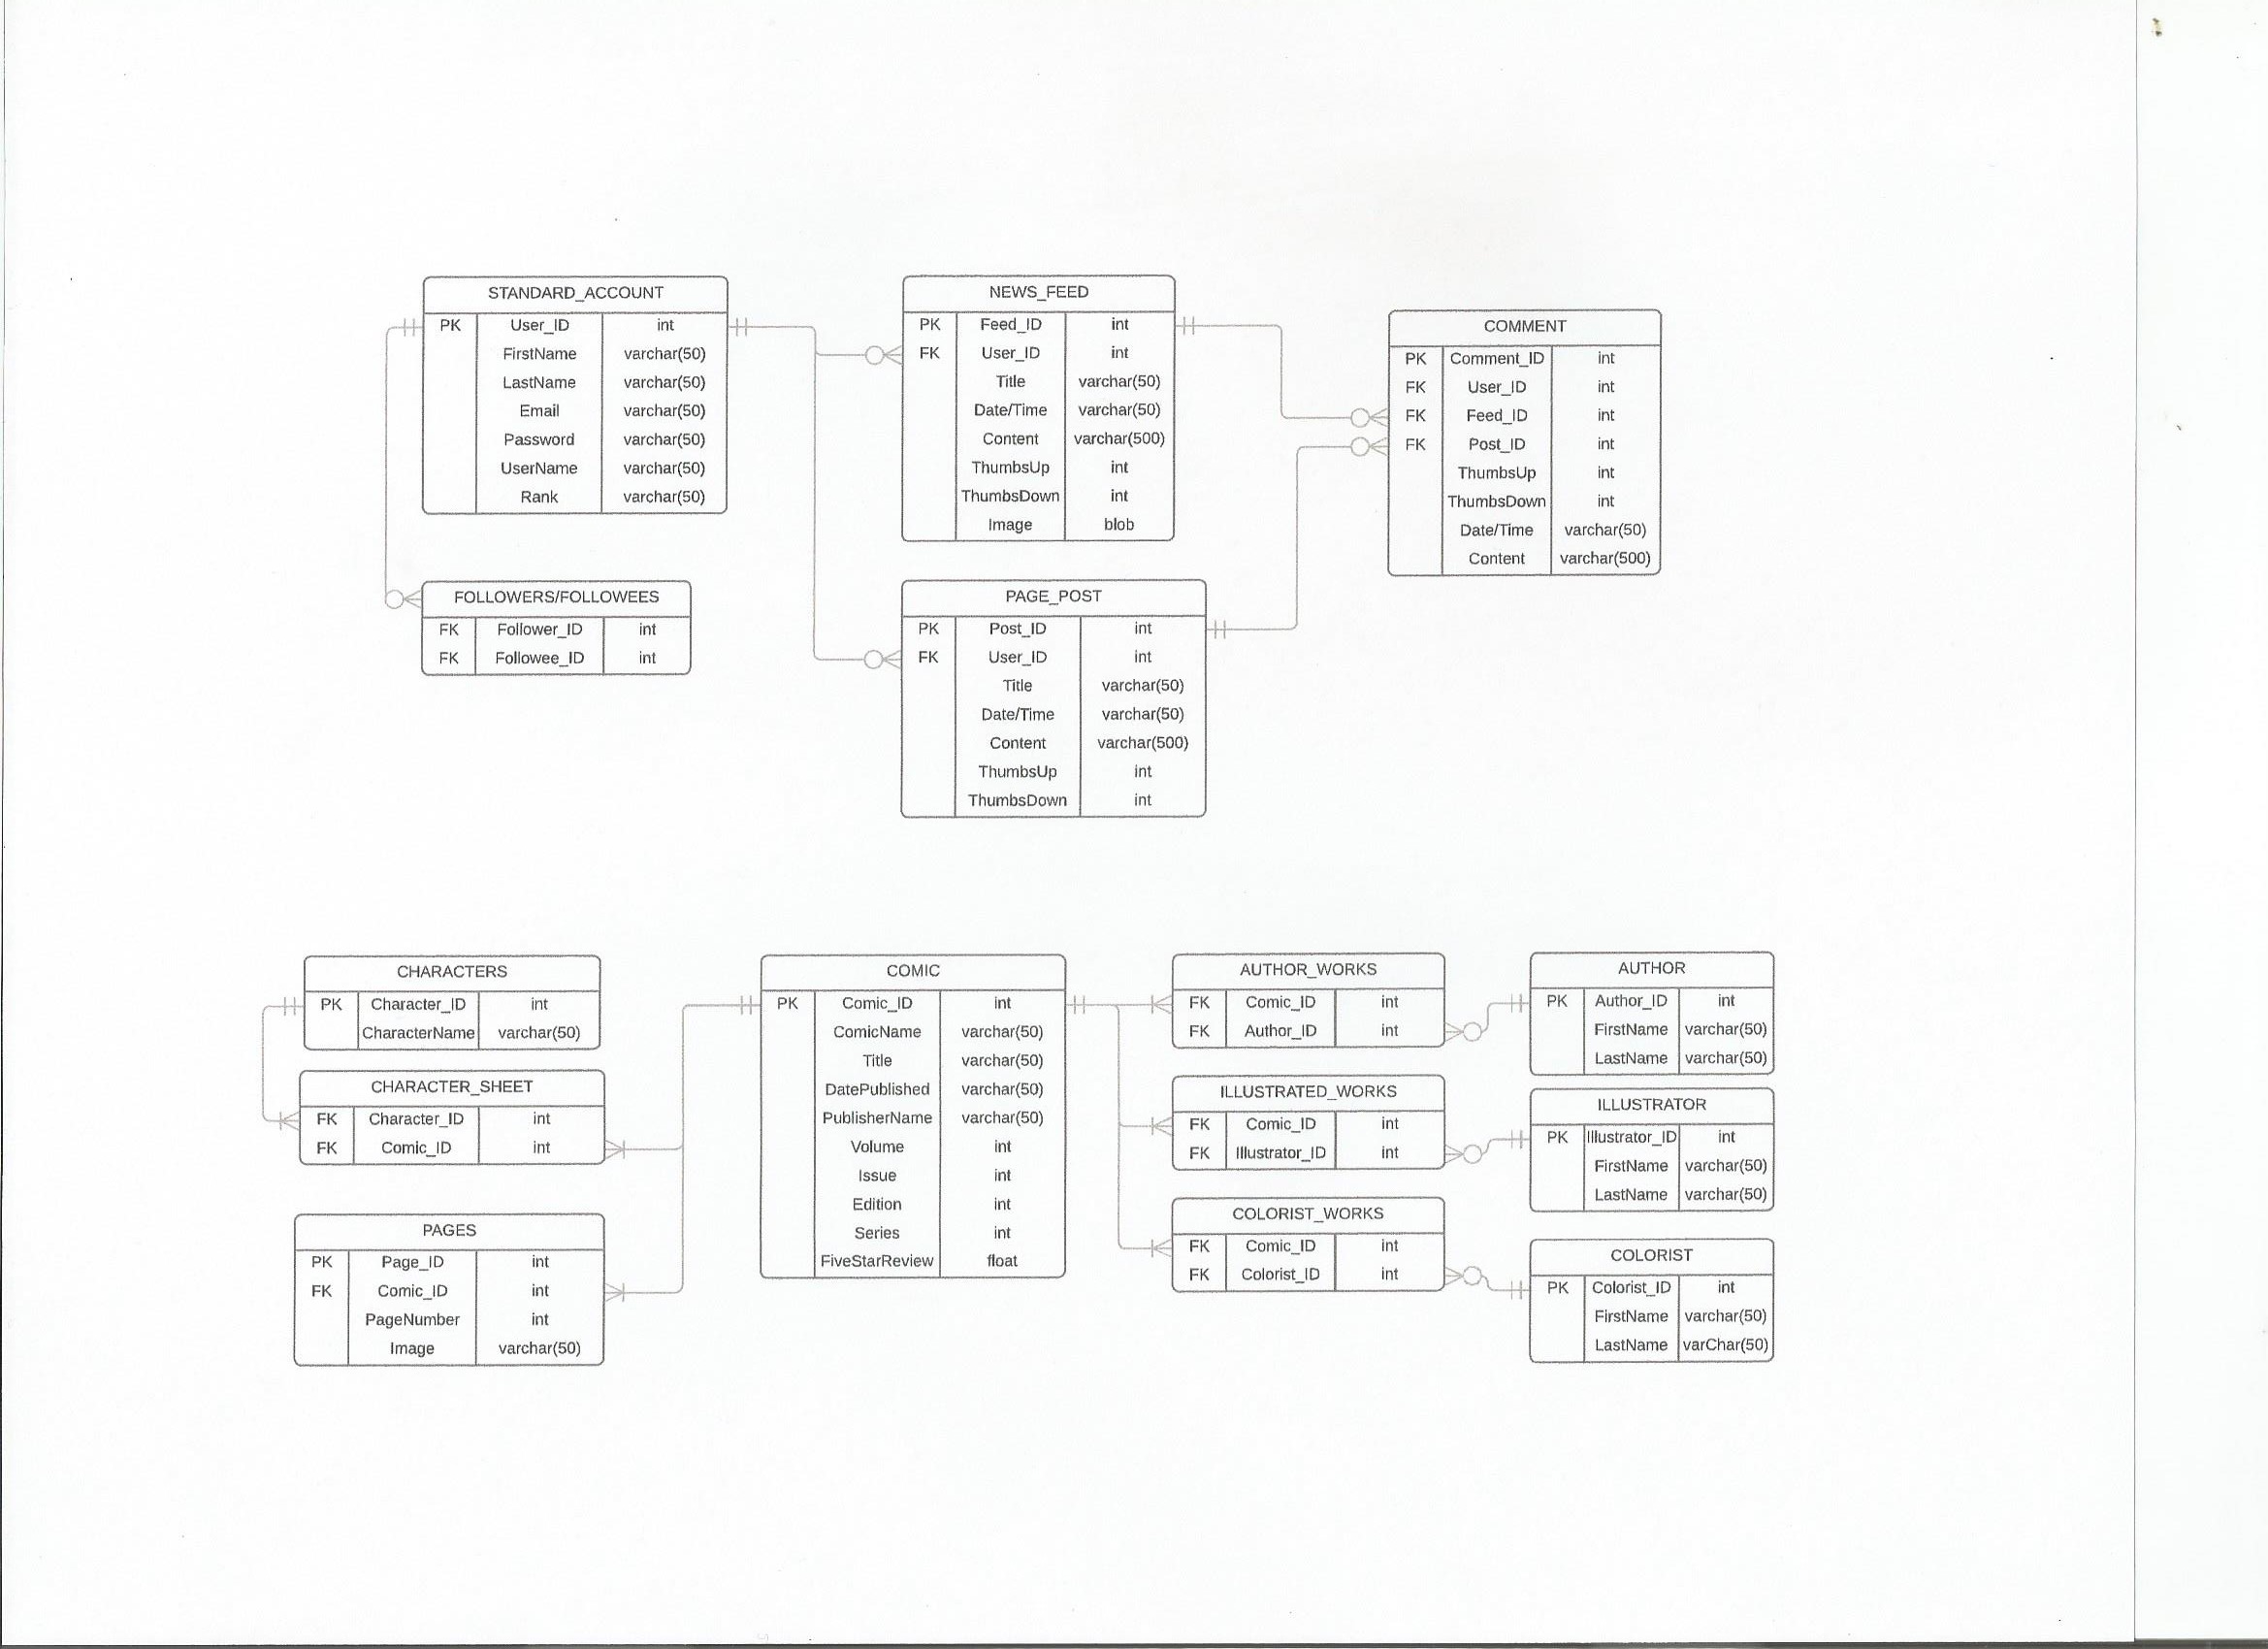 STANDARD_ACCOUNT
PK User_ID int
FirstName varchar(50)
LastName varchar(50)
Email varchar(50)
Password varchar(50)
UserName varchar(50)
Rank varchar(50)
FOLLOWERS/FOLLOWEES
FK Follower_ID int
FK Followee_ID int
NEWS_FEED
PK Feed_ID int
FK User_ID int
Title varchar(50)
Date/Time varchar(50)
Content varchar(500)
ThumbsUp int
ThumbsDown int
Image blob
PAGE_POST
PK Post_ID int
FK User_ID int
Title varchar(50)
Date/Time varchar(50)
Content varchar(500)
ThumbsUp int
ThumbsDown int
COMMENT
PK Comment_ID int
FK User_ID int
FK Feed_ID int
FK Post_ID int
ThumbsUp int
ThumbsDown int
Date/Time varchar(50)
Content varchar(500)
CHARACTERS
PK Character_ID int
CharacterName varchar(50)
CHARACTER_SHEET
FK Character_ID int
FK Comic_ID int
PAGES
PK Page_ID int
FK Comic_ID int
PageNumber int
Image varchar(50)
COMIC
PK Comic_ID int
ComicName varchar(50)
Title varchar(50)
DatePublished varchar(50)
PublisherName varchar(50)
Volume int
Issue int
Edition int
Series int
FiveStarReview float
AUTHOR_WORKS
FK Comic_ID int
FK Author_ID int
ILLUSTRATED_WORKS
FK Comic_ID int
FK Illustrator_ID int
COLORIST_WORKS
FK Comic_ID int
FK Colorist_ID int
AUTHOR
PK Author_ID int
FirstName varchar(50)
LastName varchar(50)
ILLUSTRATOR
PK Illustrator_ID int
FirstName varchar(50)
LastName varchar(50)
COLORIST
PK Colorist_ID int
FirstName varchar(50)
LastName varChar(50)